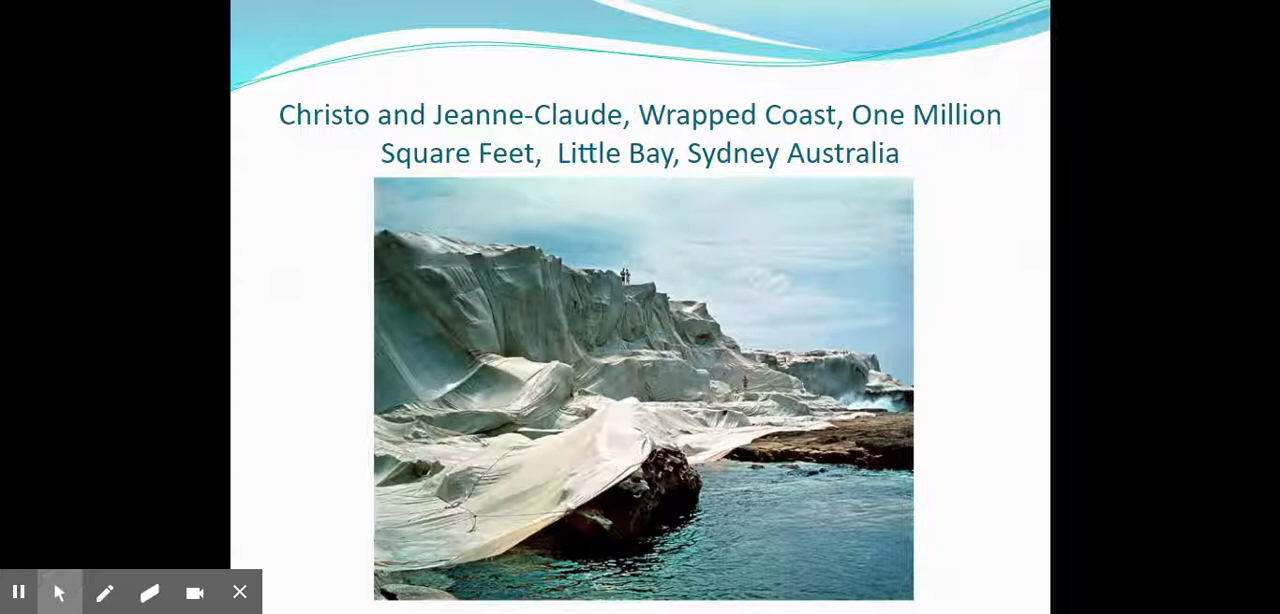 Christo and Jeanne-Claude, Wrapped Coast, One Million
Square Feet,  Little Bay, Sydney Australia